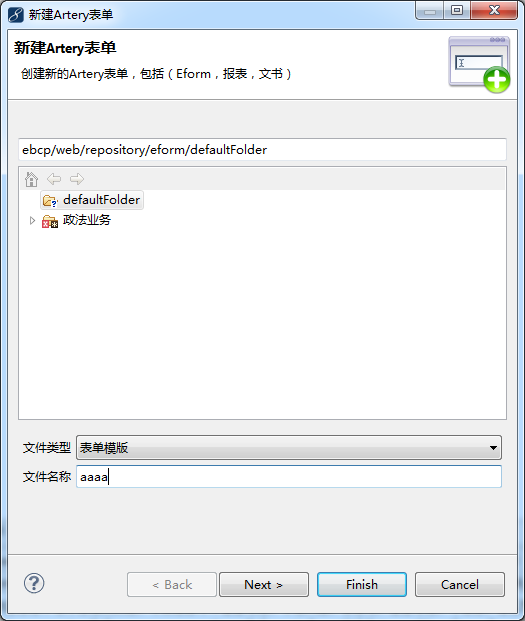 新建Artery表单
新建Artery表单
创建新的Artery表单，包括（Eform，报表，文书）
ebcp/web/repository/eform/defaultFolder
defaultFolder
政法业务
文件类型 表单模版
文件名称 aaaa
< Back Next > Finish Cancel